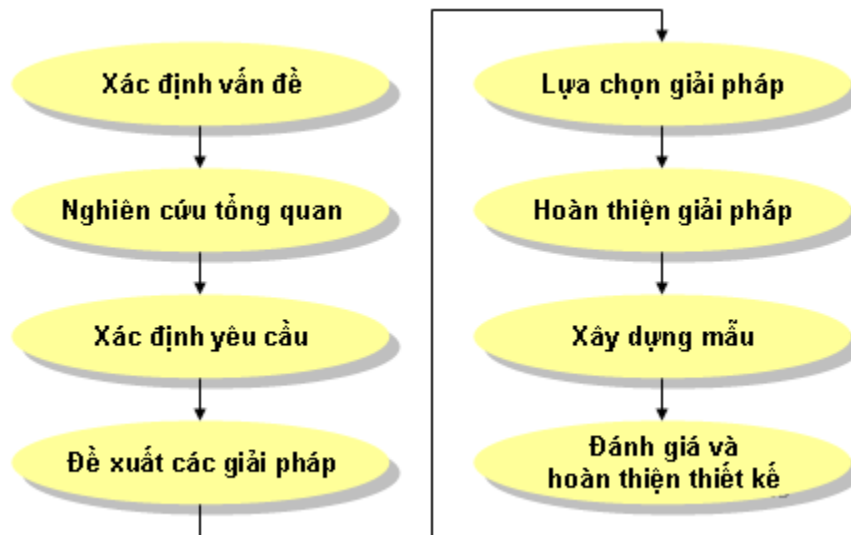 Xác định vấn đề
Nghiên cứu tổng quan
Xác định yêu cầu
Đề xuất các giải pháp
Lựa chọn giải pháp
Hoàn thiện giải pháp
Xây dựng mẫu
Đánh giá và
hoàn thiện thiết kế